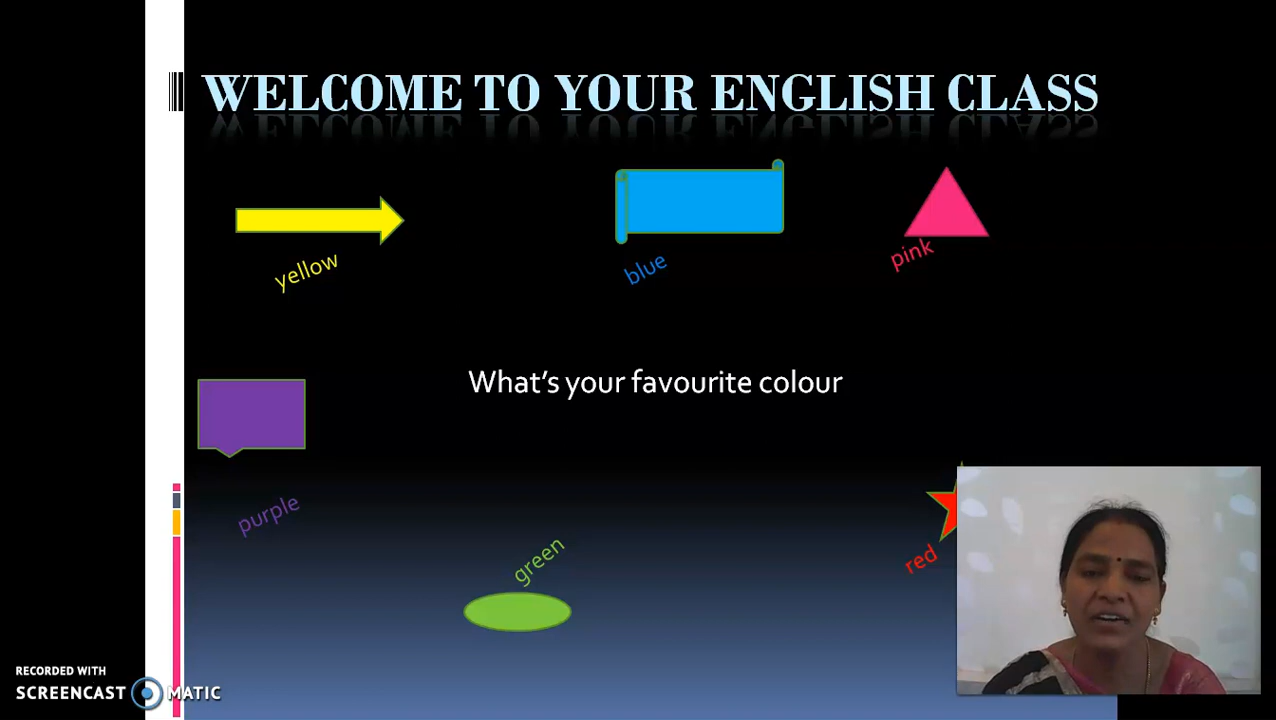 WELCOME TO YOUR ENGLISH CLASS
yellow
blue
pink
What's your favourite colour
purple
green
red
RECORDED WITH
SCREENCAST MATIC